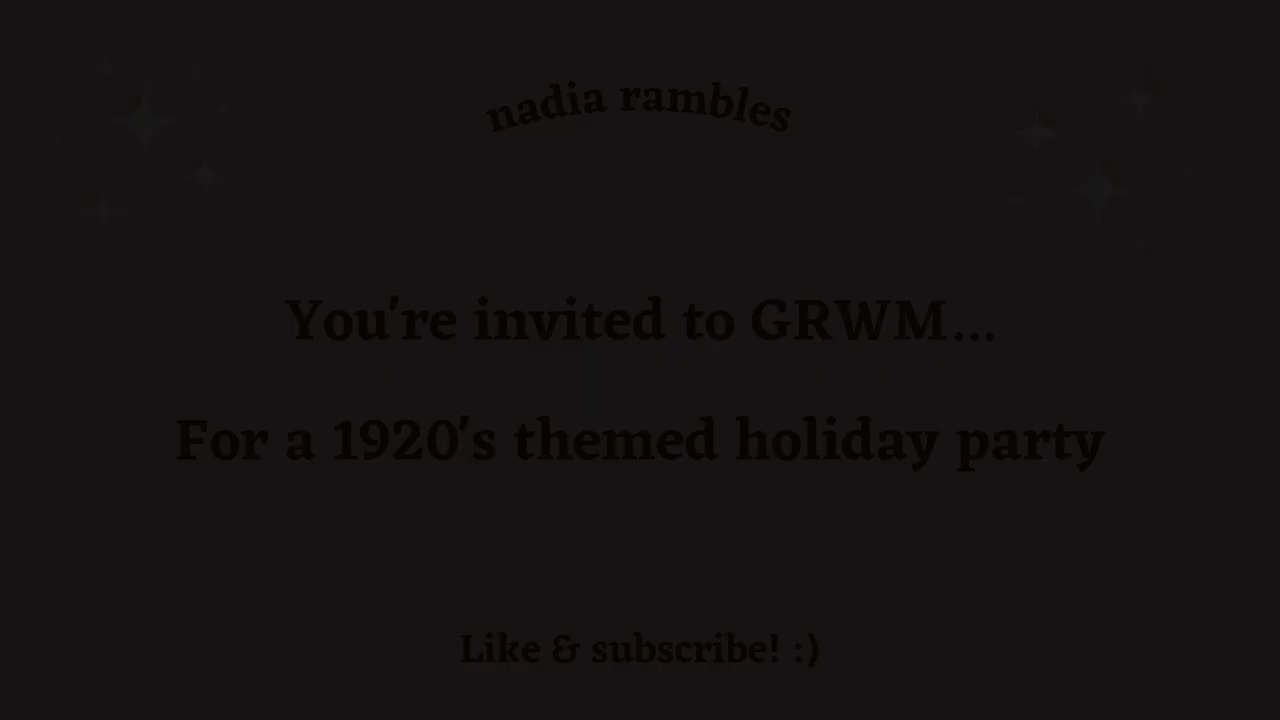 nadia rambles
You're invited to GRWM...
For a 1920's themed holiday party
Like & subscribe! :)